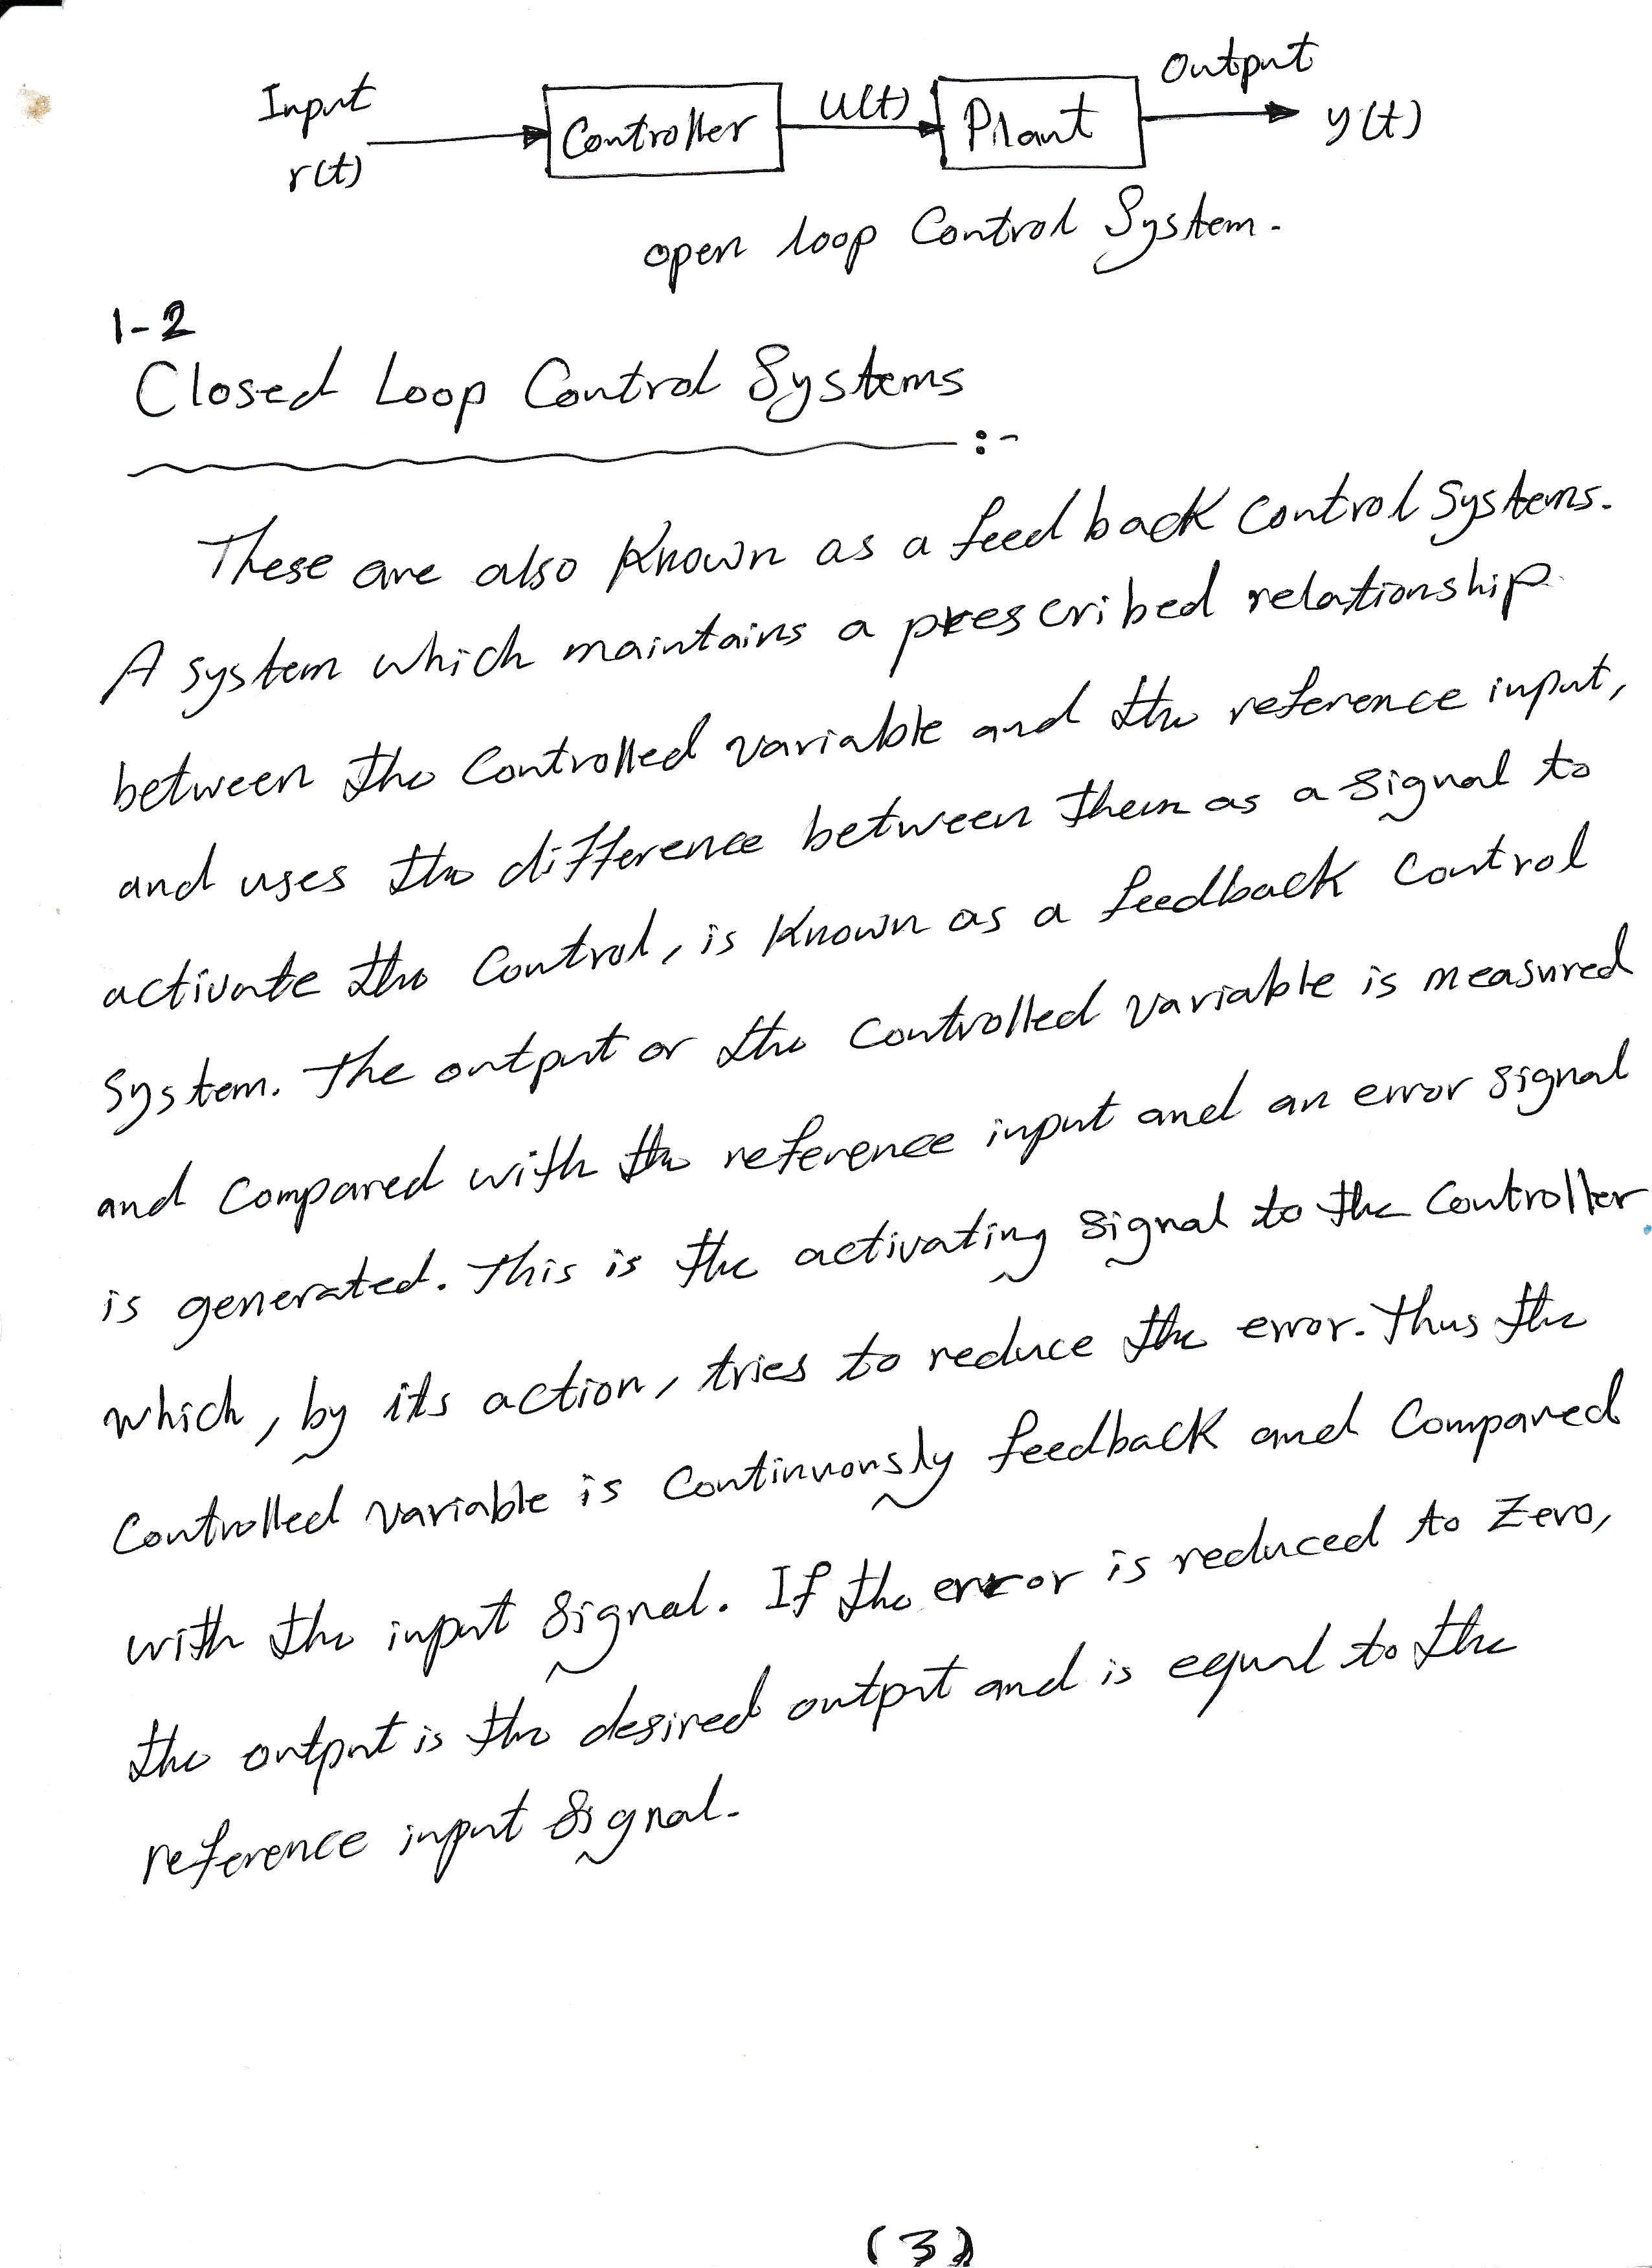 Input
r(t)
Controller
U(t)
Plant
Output
y(t)
open loop Control System.
1-2
Closed Loop Control Systems
:-
These are also Known as a feed back Control Systems.
A system which maintains a prescribed relationship
between the Controlled variable and the reference input,
and uses the difference between them as a signal to
activate the Control, is Known as a feedback Control
System. The output or the Controlled variable is measured
and Compared with the reference input and an error signal
is generated. This is the activating signal to the Controller
which, by its action, tries to reduce the error. Thus the
Controlled variable is Continuously feedback and Compared
with the input signal. If the error is reduced to Zero,
the output is the desired output and is equal to the
reference input signal.
(3)